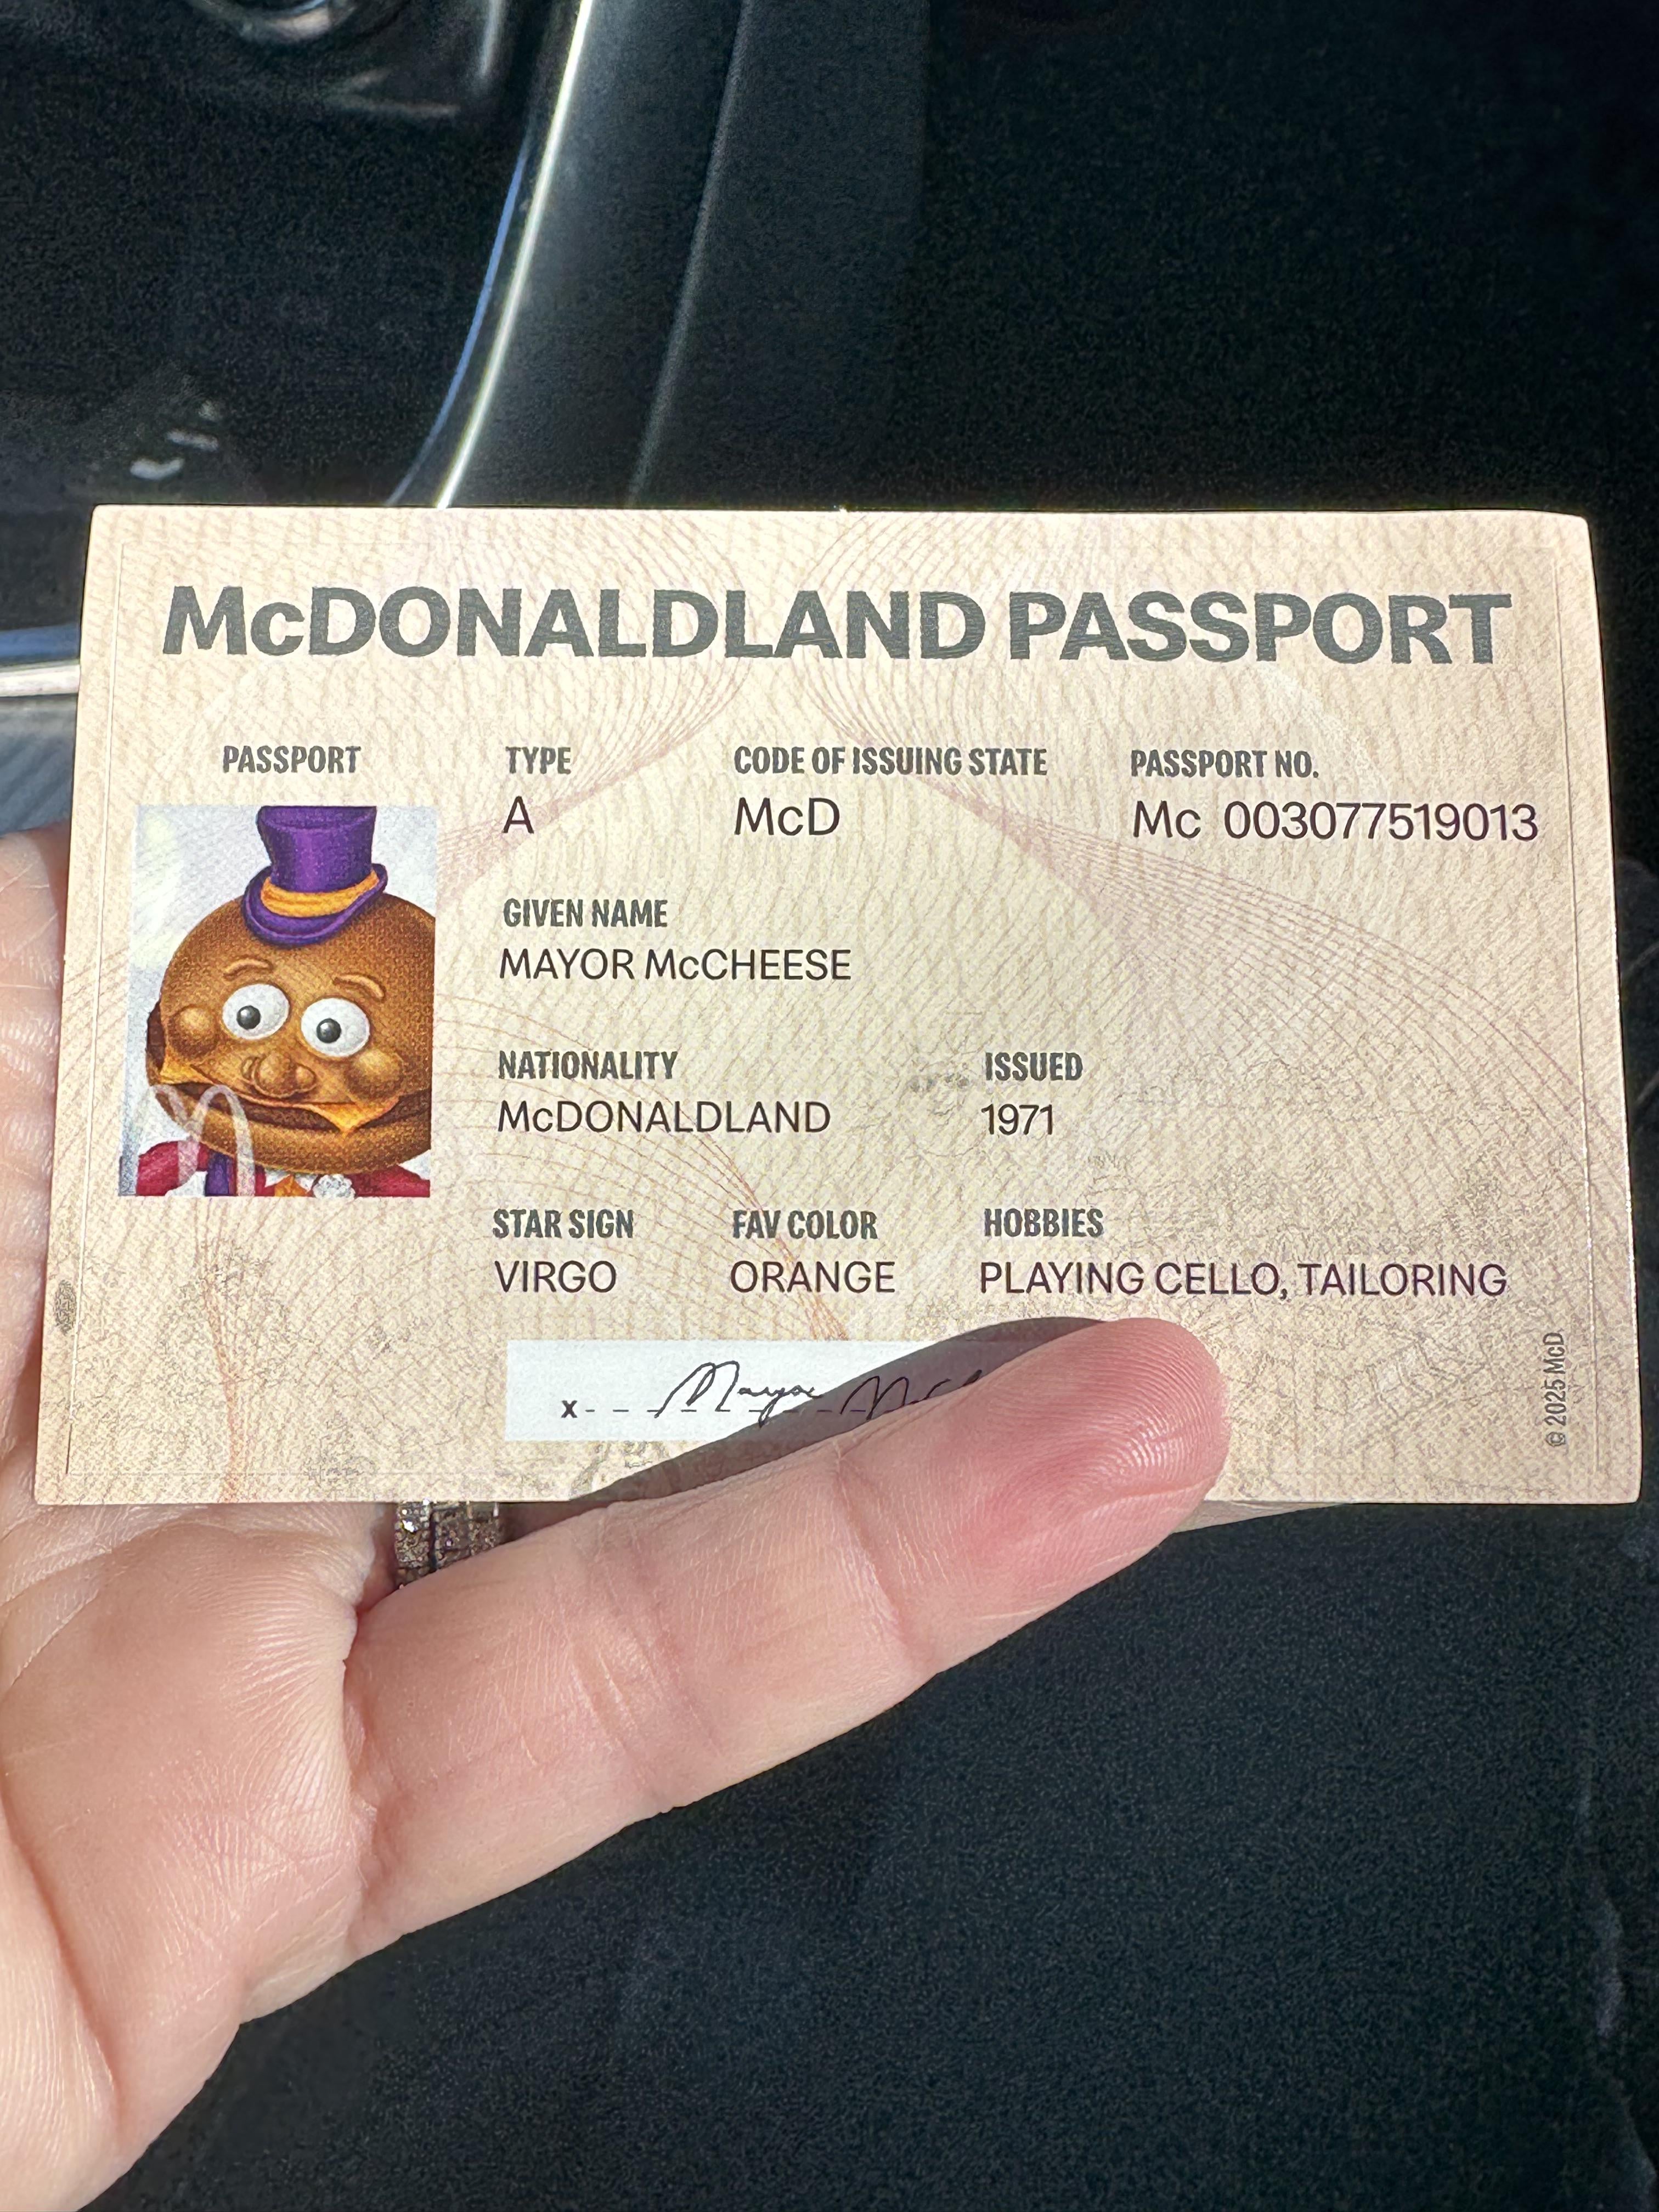 McDONALDLAND PASSPORT
PASSPORT TYPE CODE OF ISSUING STATE PASSPORT NO.
A McD Mc 003077519013
GIVEN NAME
MAYOR McCHEESE
NATIONALITY ISSUED
McDONALDLAND 1971
STAR SIGN FAV COLOR HOBBIES
VIRGO ORANGE PLAYING CELLO, TAILORING
x Mayor
© 2025 McD